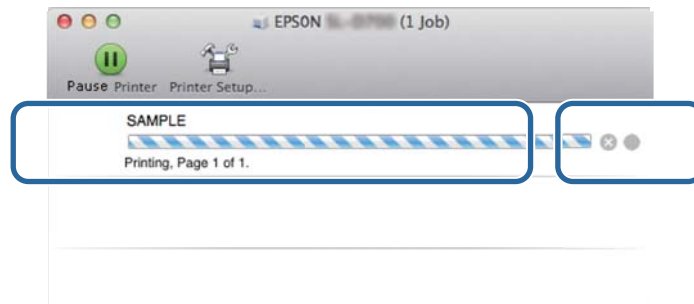 EPSON (1 Job)
Pause Printer Printer Setup...
SAMPLE
Printing, Page 1 of 1.